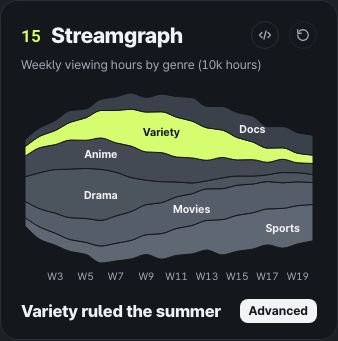 15 Streamgraph
</>
Weekly viewing hours by genre (10k hours)
Docs
Variety
Anime
Drama
Movies
Sports
W3 W5 W7 W9 W11 W13 W15 W17 W19
Variety ruled the summer
Advanced